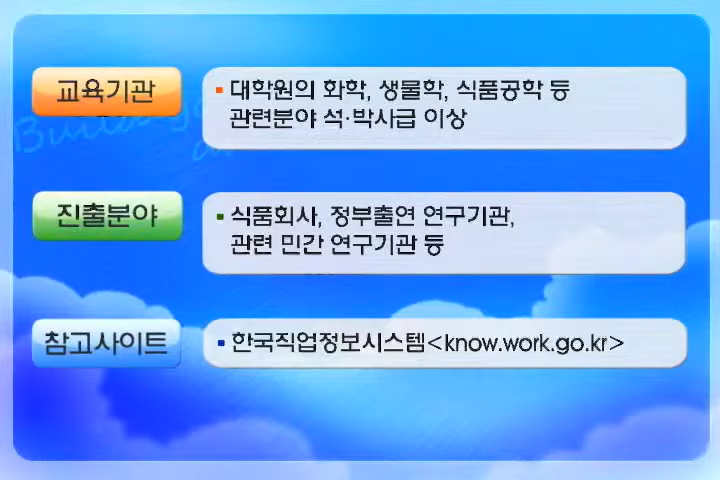 교육기관
▪ 대학원의 화학, 생물학, 식품공학 등
관련분야 석·박사급 이상
진출분야
▪ 식품회사, 정부출연 연구기관,
관련 민간 연구기관 등
참고사이트
▪ 한국직업정보시스템<know.work.go.kr>